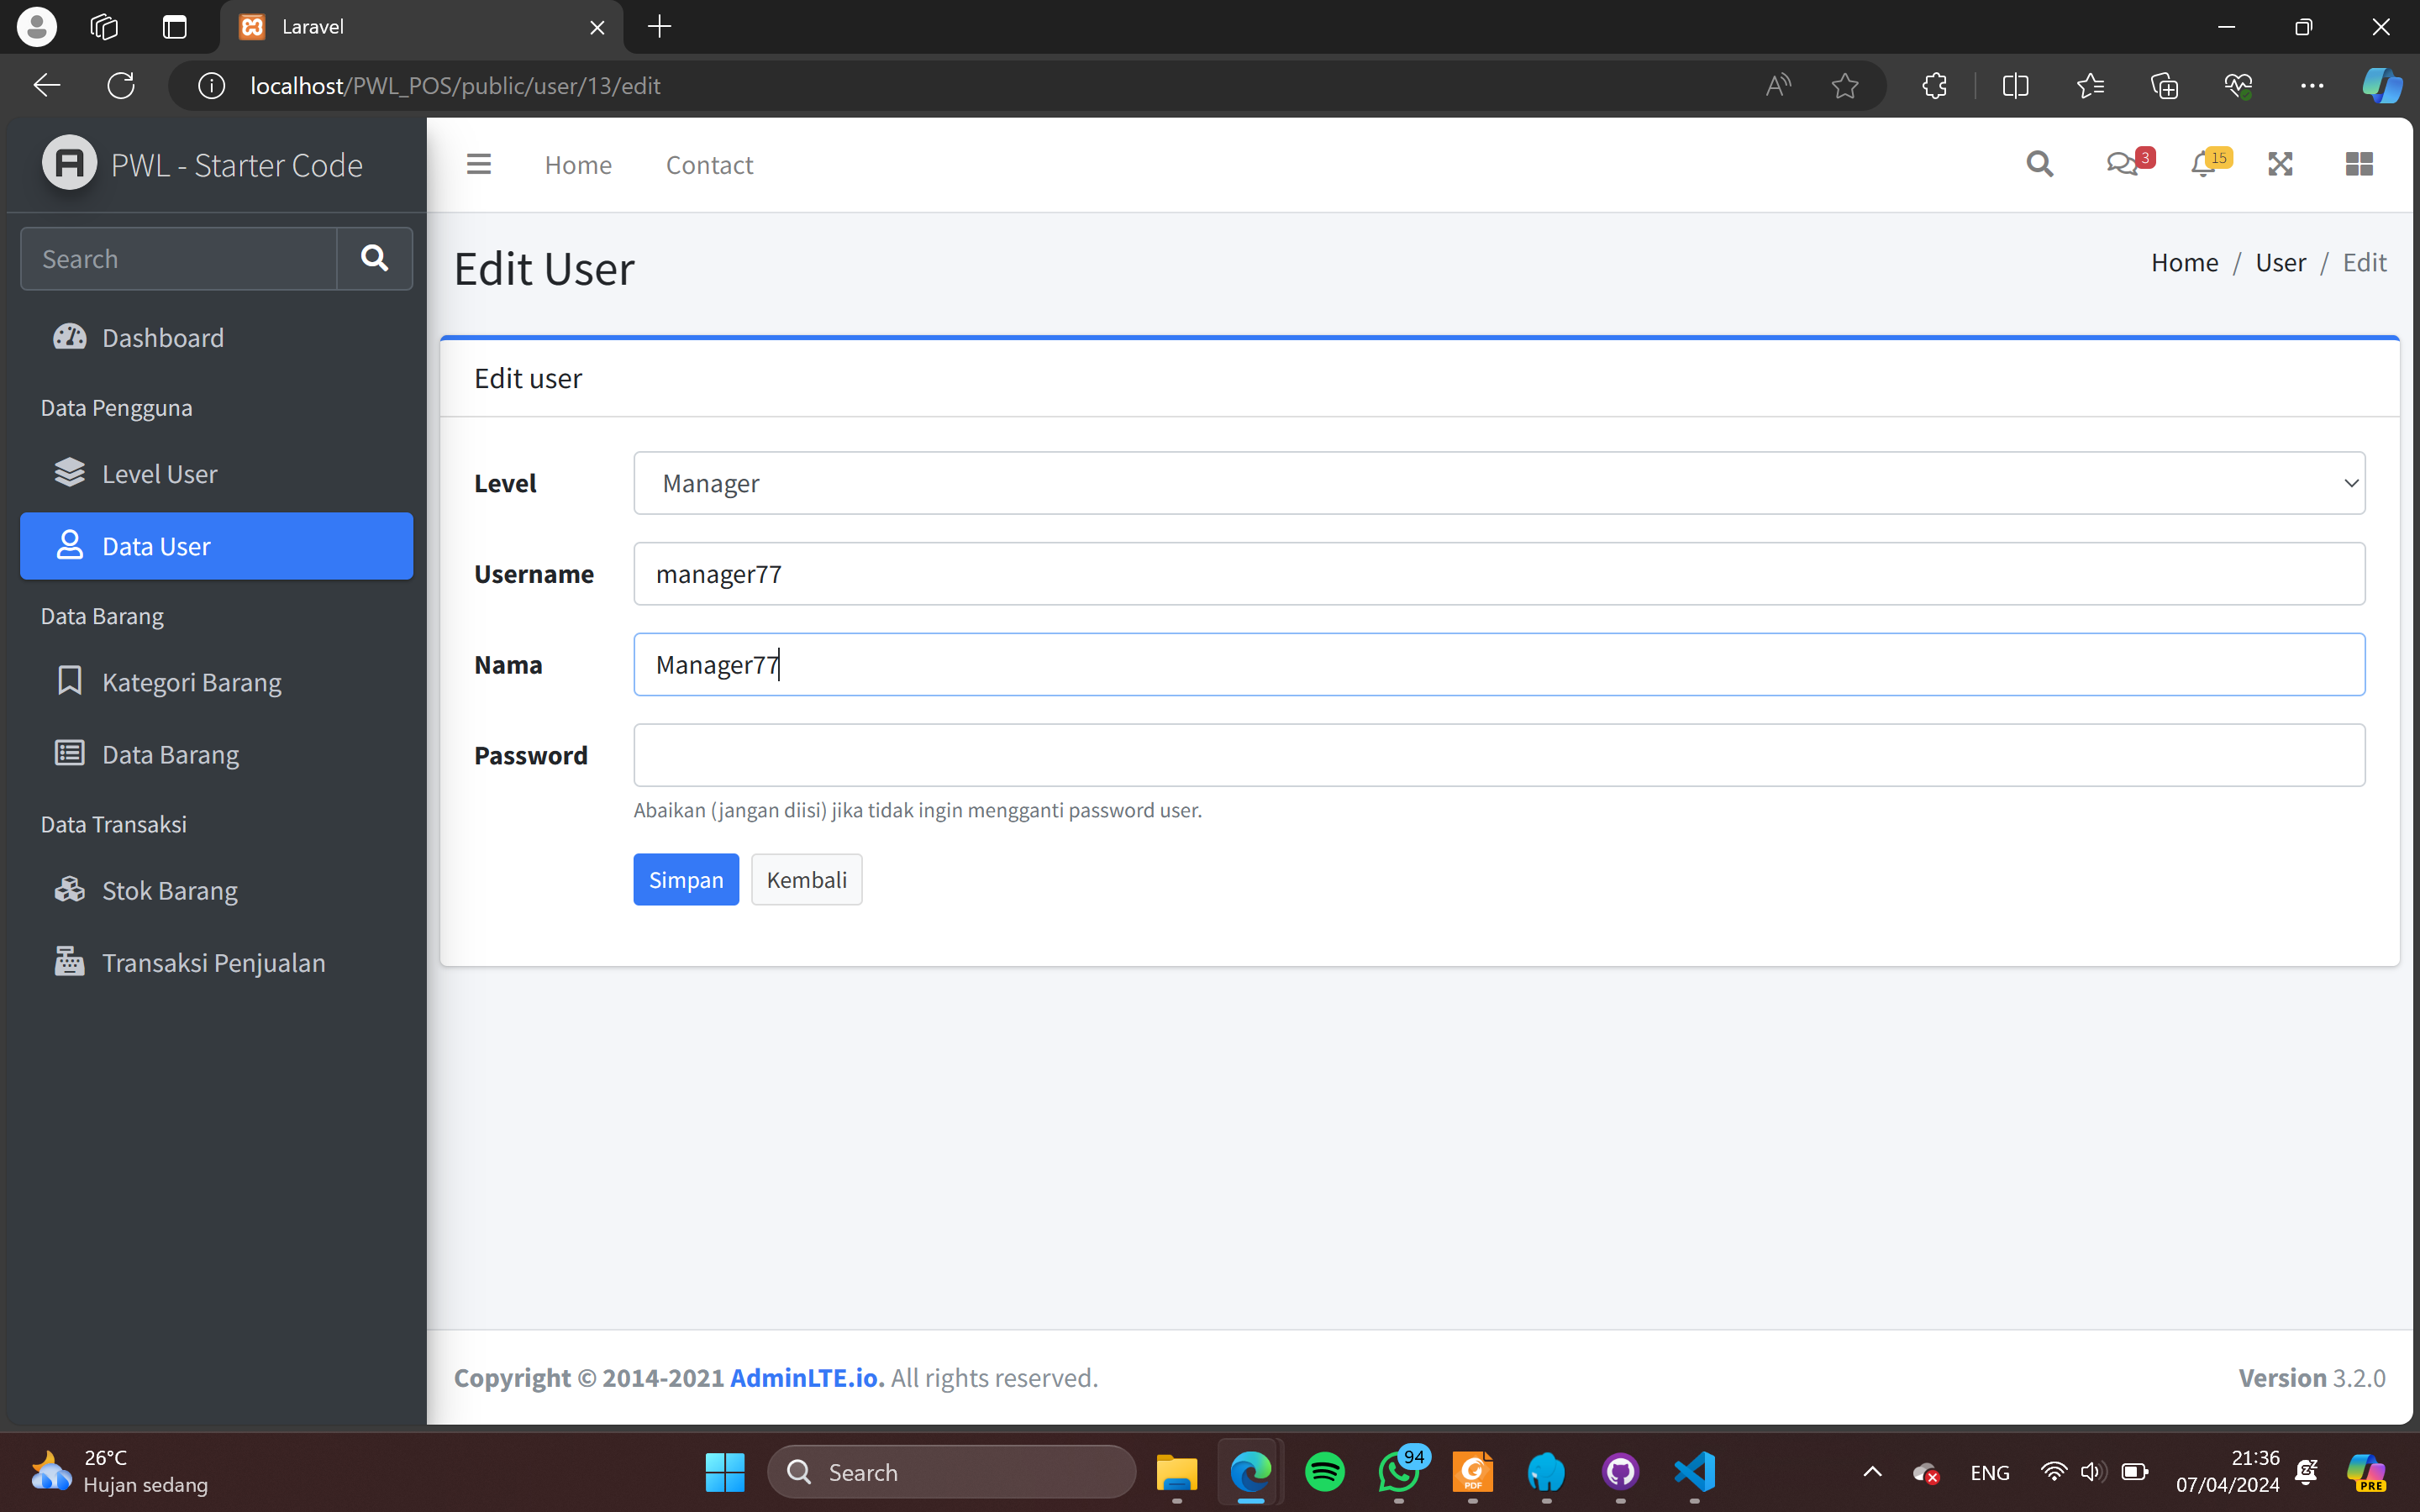 Laravel
localhost/PWL_POS/public/user/13/edit
PWL - Starter Code
Home Contact
3
15
Search
Edit User
Home / User / Edit
Dashboard
Data Pengguna
Level User
Data User
Data Barang
Kategori Barang
Data Barang
Data Transaksi
Stok Barang
Transaksi Penjualan
Edit user
Level Manager
Username manager77
Nama Manager77
Password
Abaikan (jangan diisi) jika tidak ingin mengganti password user.
Simpan Kembali
Copyright © 2014-2021 AdminLTE.io. All rights reserved.
Version 3.2.0
26°C
Hujan sedang
Search
94
PDF
ENG
21:36
07/04/2024
PRE